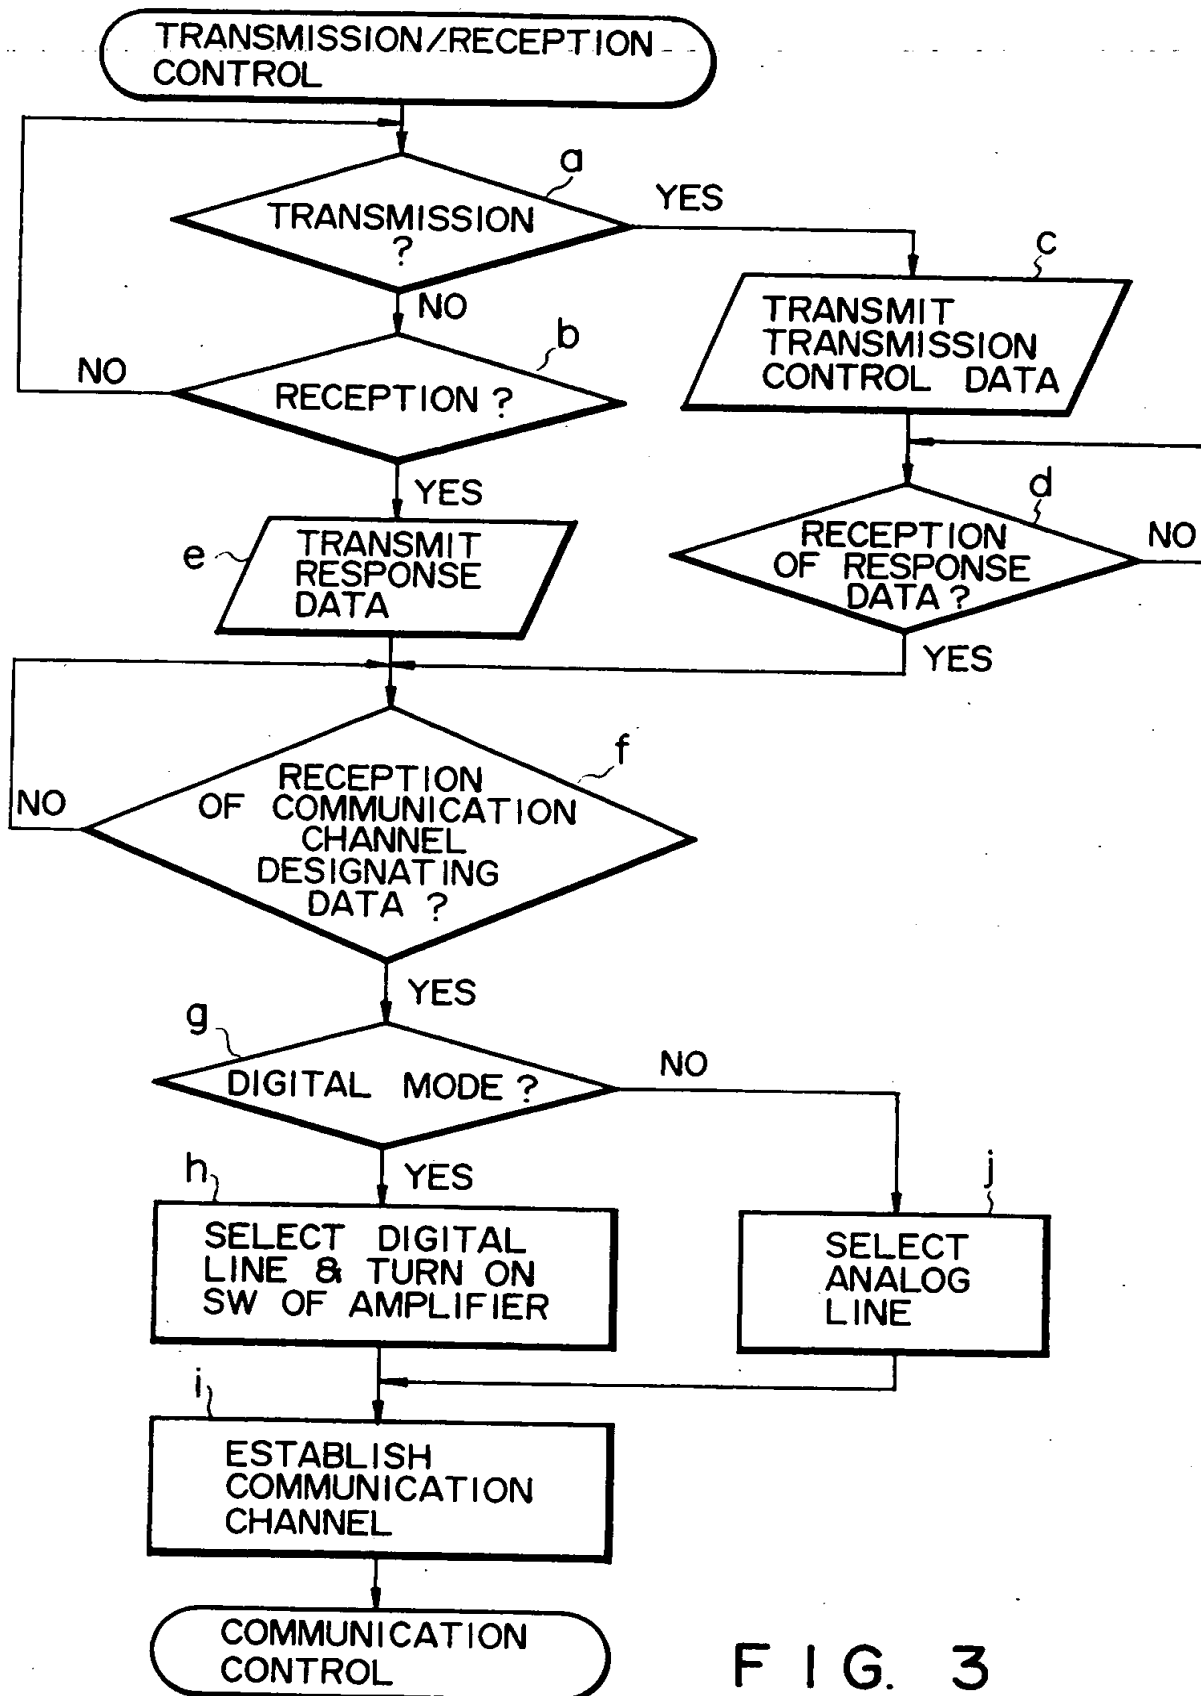 TRANSMISSION/RECEPTION
CONTROL
a
TRANSMISSION
?
YES
NO
c
TRANSMIT
TRANSMISSION
CONTROL DATA
b
RECEPTION ?
NO
YES
d
RECEPTION
OF RESPONSE
DATA ?
NO
YES
e
TRANSMIT
RESPONSE
DATA
f
RECEPTION
OF COMMUNICATION
CHANNEL
DESIGNATING
DATA ?
NO
YES
g
DIGITAL MODE ?
NO
YES
h
SELECT DIGITAL
LINE & TURN ON
SW OF AMPLIFIER
j
SELECT
ANALOG
LINE
i
ESTABLISH
COMMUNICATION
CHANNEL
COMMUNICATION
CONTROL
FIG. 3